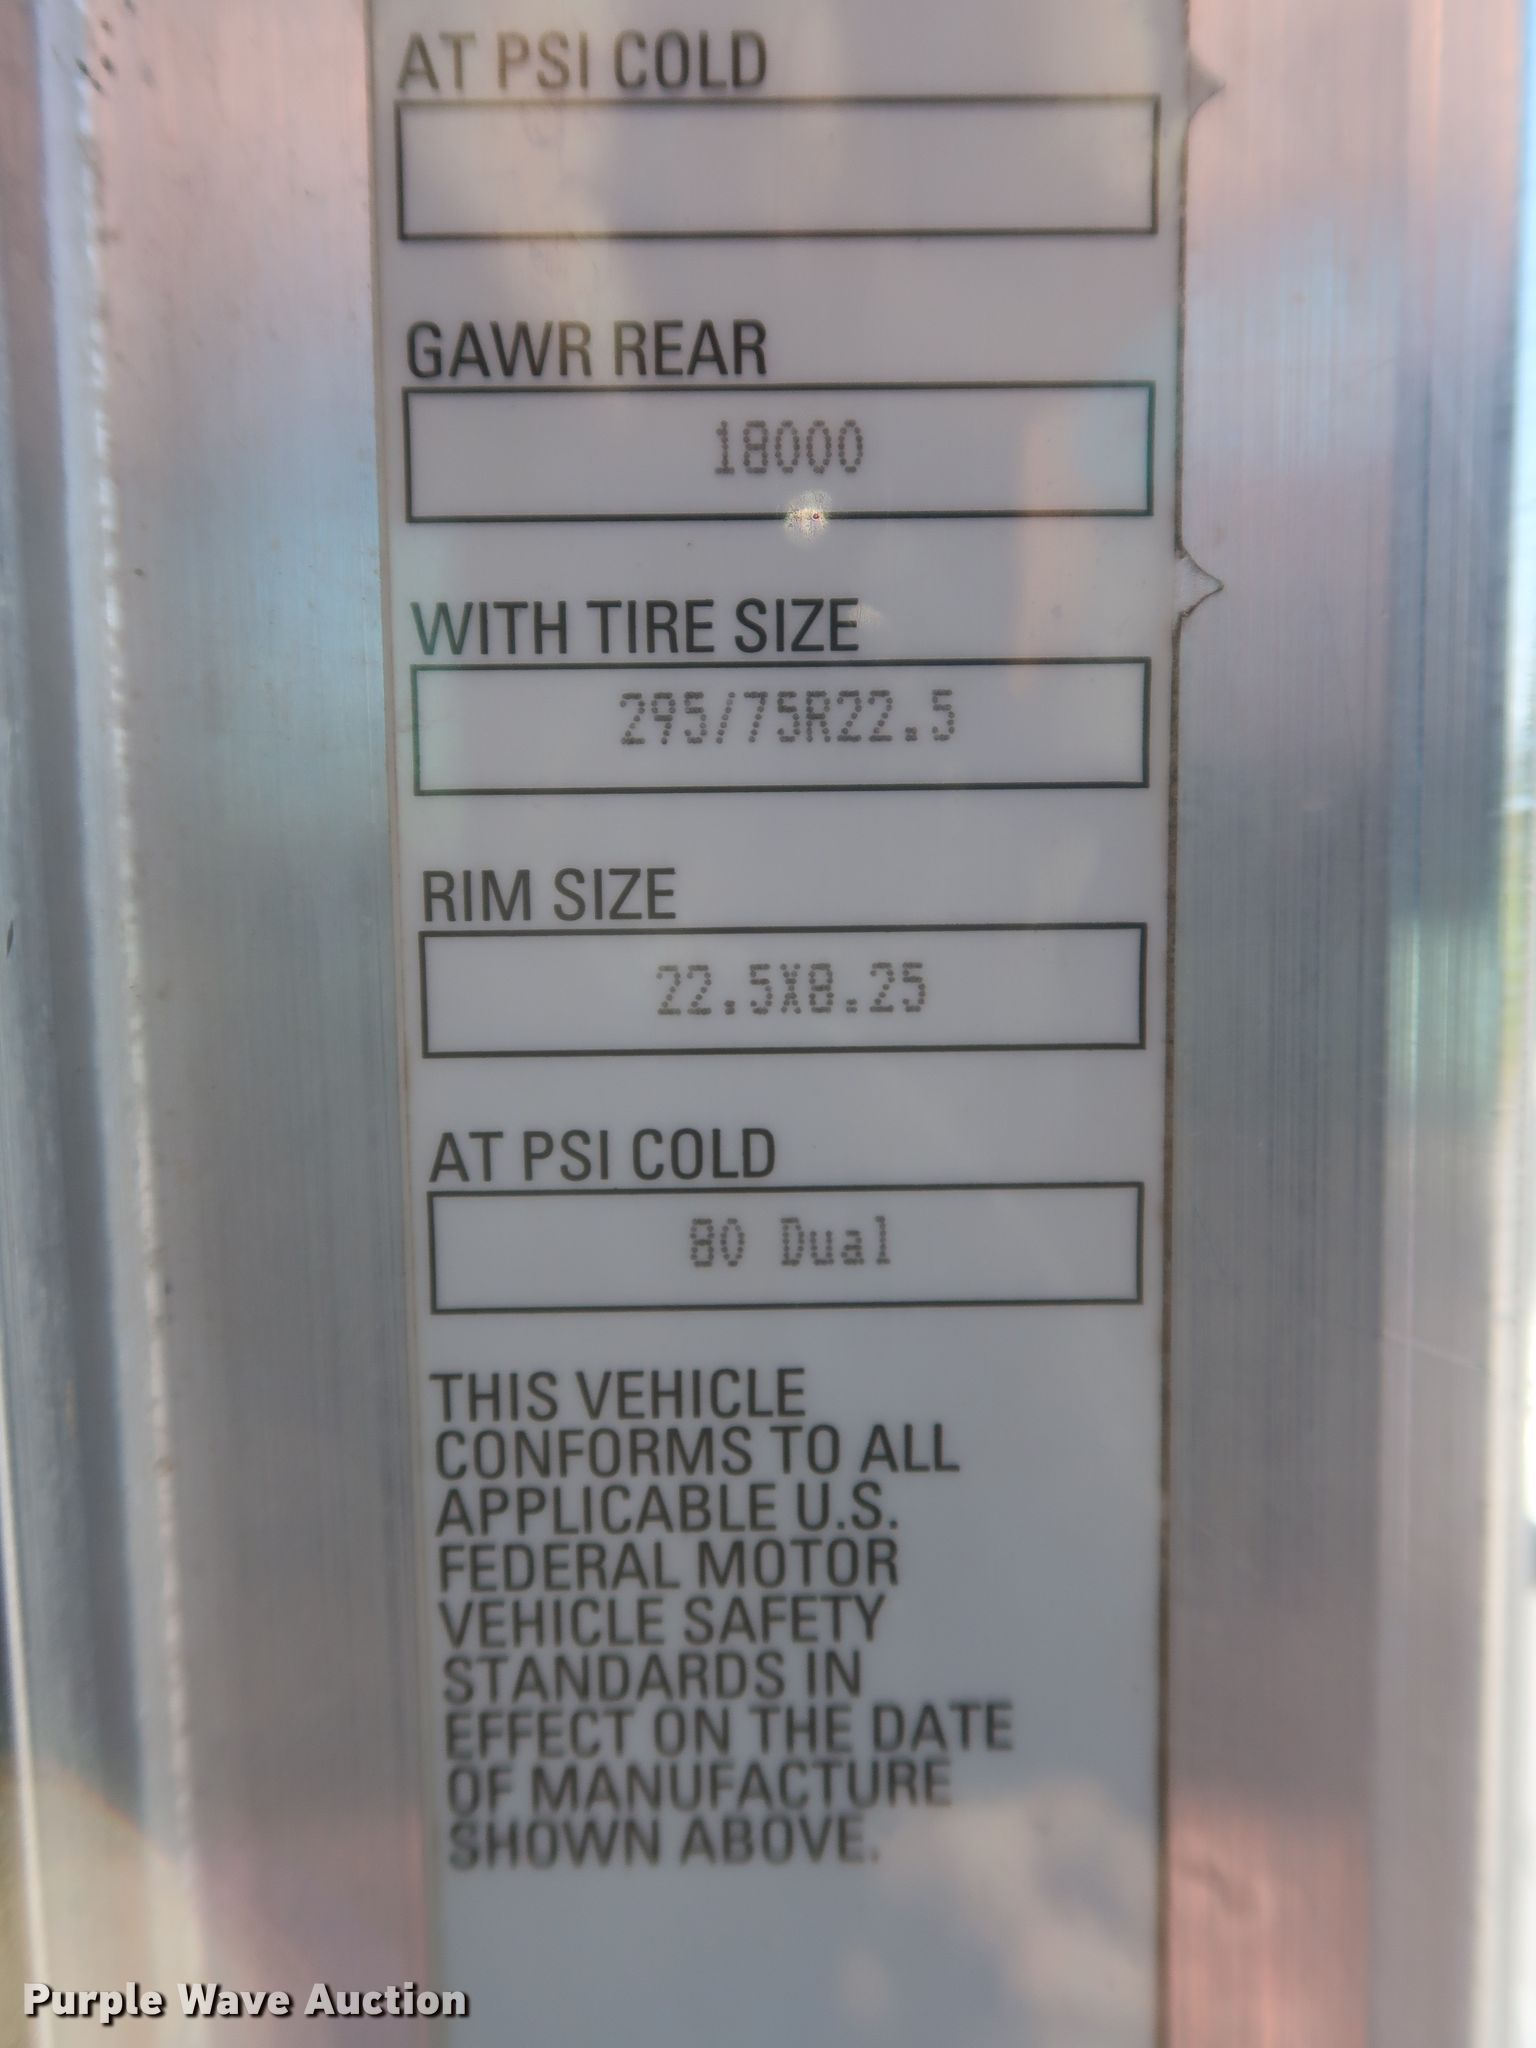 AT PSI COLD
GAWR REAR
18000
WITH TIRE SIZE
295/75R22.5
RIM SIZE
22.5X8.25
AT PSI COLD
80 Dual
THIS VEHICLE
CONFORMS TO ALL
APPLICABLE U.S.
FEDERAL MOTOR
VEHICLE SAFETY
STANDARDS IN
EFFECT ON THE DATE
OF MANUFACTURE
SHOWN ABOVE.
Purple Wave Auction